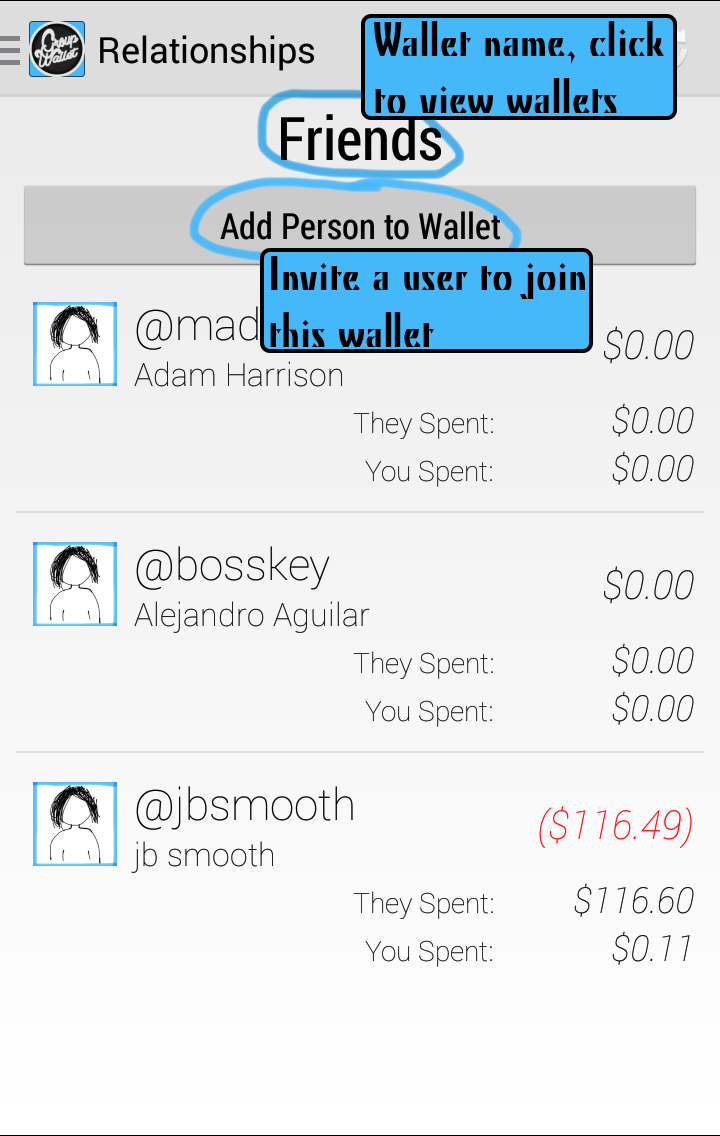 Group
Wallet
Relationships
Wallet name, click
to view wallets
Friends
Add Person to Wallet
Invite a user to join
this wallet
@mad
$0.00
Adam Harrison
They Spent: $0.00
You Spent: $0.00
@bosskey
$0.00
Alejandro Aguilar
They Spent: $0.00
You Spent: $0.00
@jbsmooth
($116.49)
jb smooth
They Spent: $116.60
You Spent: $0.11